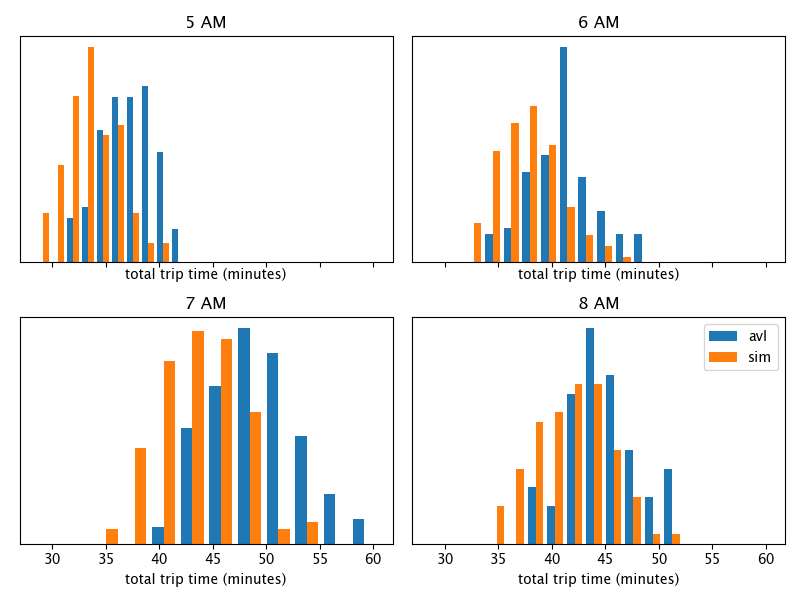 5 AM
6 AM
total trip time (minutes)
total trip time (minutes)
7 AM
8 AM
avl
sim
30 35 40 45 50 55 60
30 35 40 45 50 55 60
total trip time (minutes)
total trip time (minutes)